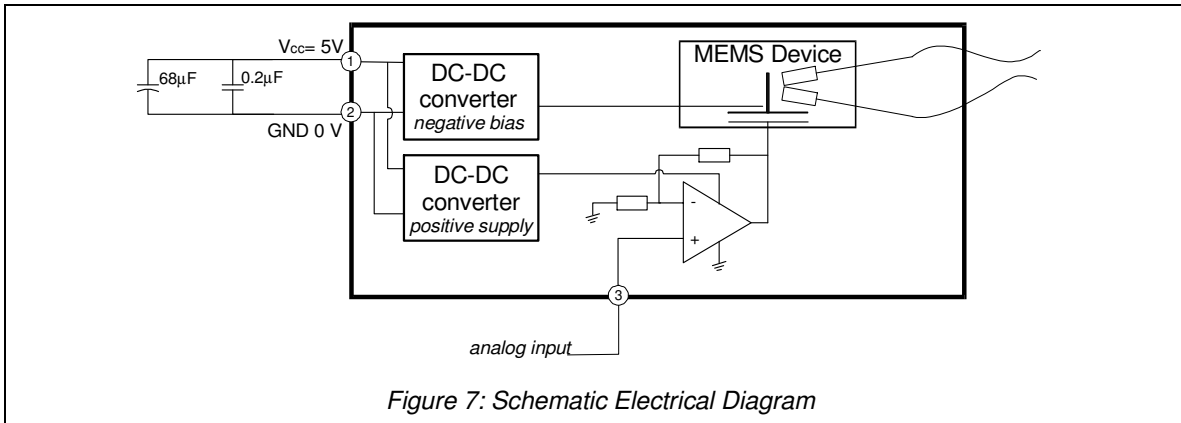 Vcc= 5V
1
68µF
0.2µF
2
GND 0 V
DC-DC
converter
negative bias
DC-DC
converter
positive supply
MEMS Device
-
+
3
analog input
Figure 7: Schematic Electrical Diagram